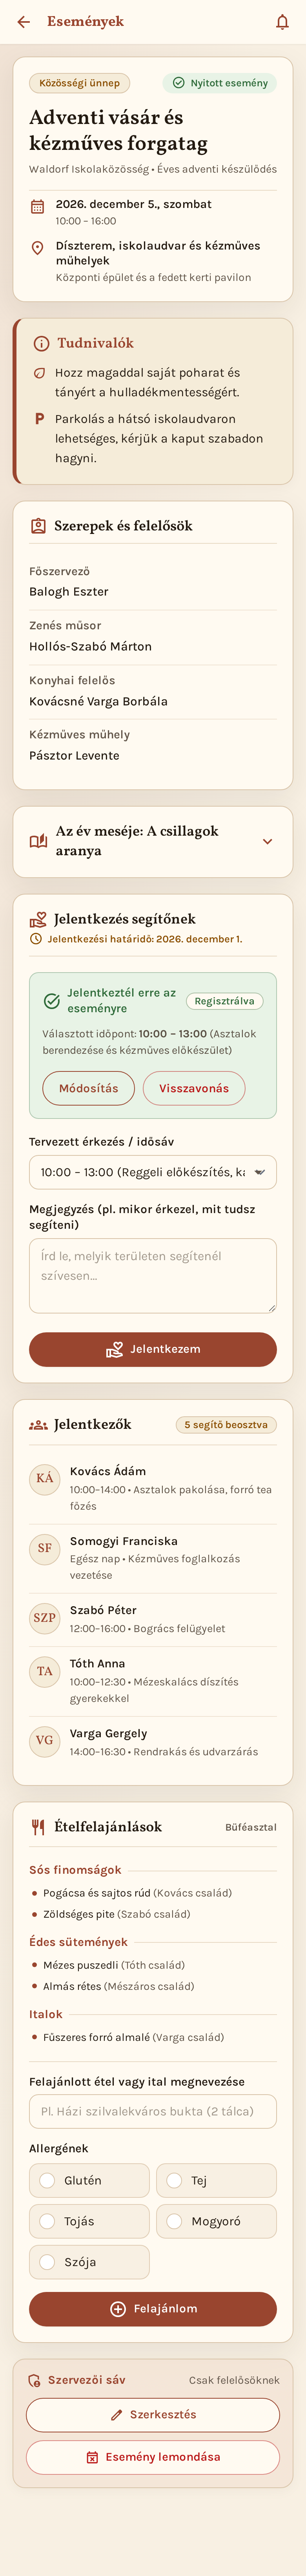 Események
Közösségi ünnep
Nyitott esemény
Adventi vásár és
kézműves forgatag
Waldorf Iskolaközösség • Éves adventi készülődés
2026. december 5., szombat
10:00 – 16:00
Díszterem, iskolaudvar és kézműves
műhelyek
Központi épület és a fedett kerti pavilon
Tudnivalók
Hozz magaddal saját poharat és
tányért a hulladékmentességért.
P Parkolás a hátsó iskolaudvaron
lehetséges, kérjük a kaput szabadon
hagyni.
Szerepek és felelősök
Főszervező
Balogh Eszter
Zenés műsor
Hollós-Szabó Márton
Konyhai felelős
Kovácsné Varga Borbála
Kézműves műhely
Pásztor Levente
Az év meséje: A csillagok
aranya
Jelentkezés segítőnek
Jelentkezési határidő: 2026. december 1.
Jelentkeztél erre az
eseményre
Regisztrálva
Választott időpont: 10:00 – 13:00 (Asztalok
berendezése és kézműves előkészület)
Módosítás
Visszavonás
Tervezett érkezés / idősáv
10:00 – 13:00 (Reggeli előkészítés, ká
Megjegyzés (pl. mikor érkezel, mit tudsz
segíteni)
Írd le, melyik területen segítenél
szívesen...
Jelentkezem
Jelentkezők
5 segítő beosztva
KÁ
Kovács Ádám
10:00–14:00 • Asztalok pakolása, forró tea
főzés
SF
Somogyi Franciska
Egész nap • Kézműves foglalkozás
vezetése
SZP
Szabó Péter
12:00–16:00 • Bogrács felügyelet
TA
Tóth Anna
10:00–12:30 • Mézeskalács díszítés
gyerekekkel
VG
Varga Gergely
14:00–16:30 • Rendrakás és udvarzárás
Ételfelajánlások
Büféasztal
Sós finomságok
• Pogácsa és sajtos rúd (Kovács család)
• Zöldséges pite (Szabó család)
Édes sütemények
• Mézes puszedli (Tóth család)
• Almás rétes (Mészáros család)
Italok
• Fűszeres forró almalé (Varga család)
Felajánlott étel vagy ital megnevezése
Pl. Házi szilvalekváros bukta (2 tálca)
Allergének
Glutén
Tej
Tojás
Mogyoró
Szója
Felajánlom
Szervezői sáv
Csak felelősöknek
Szerkesztés
Esemény lemondása